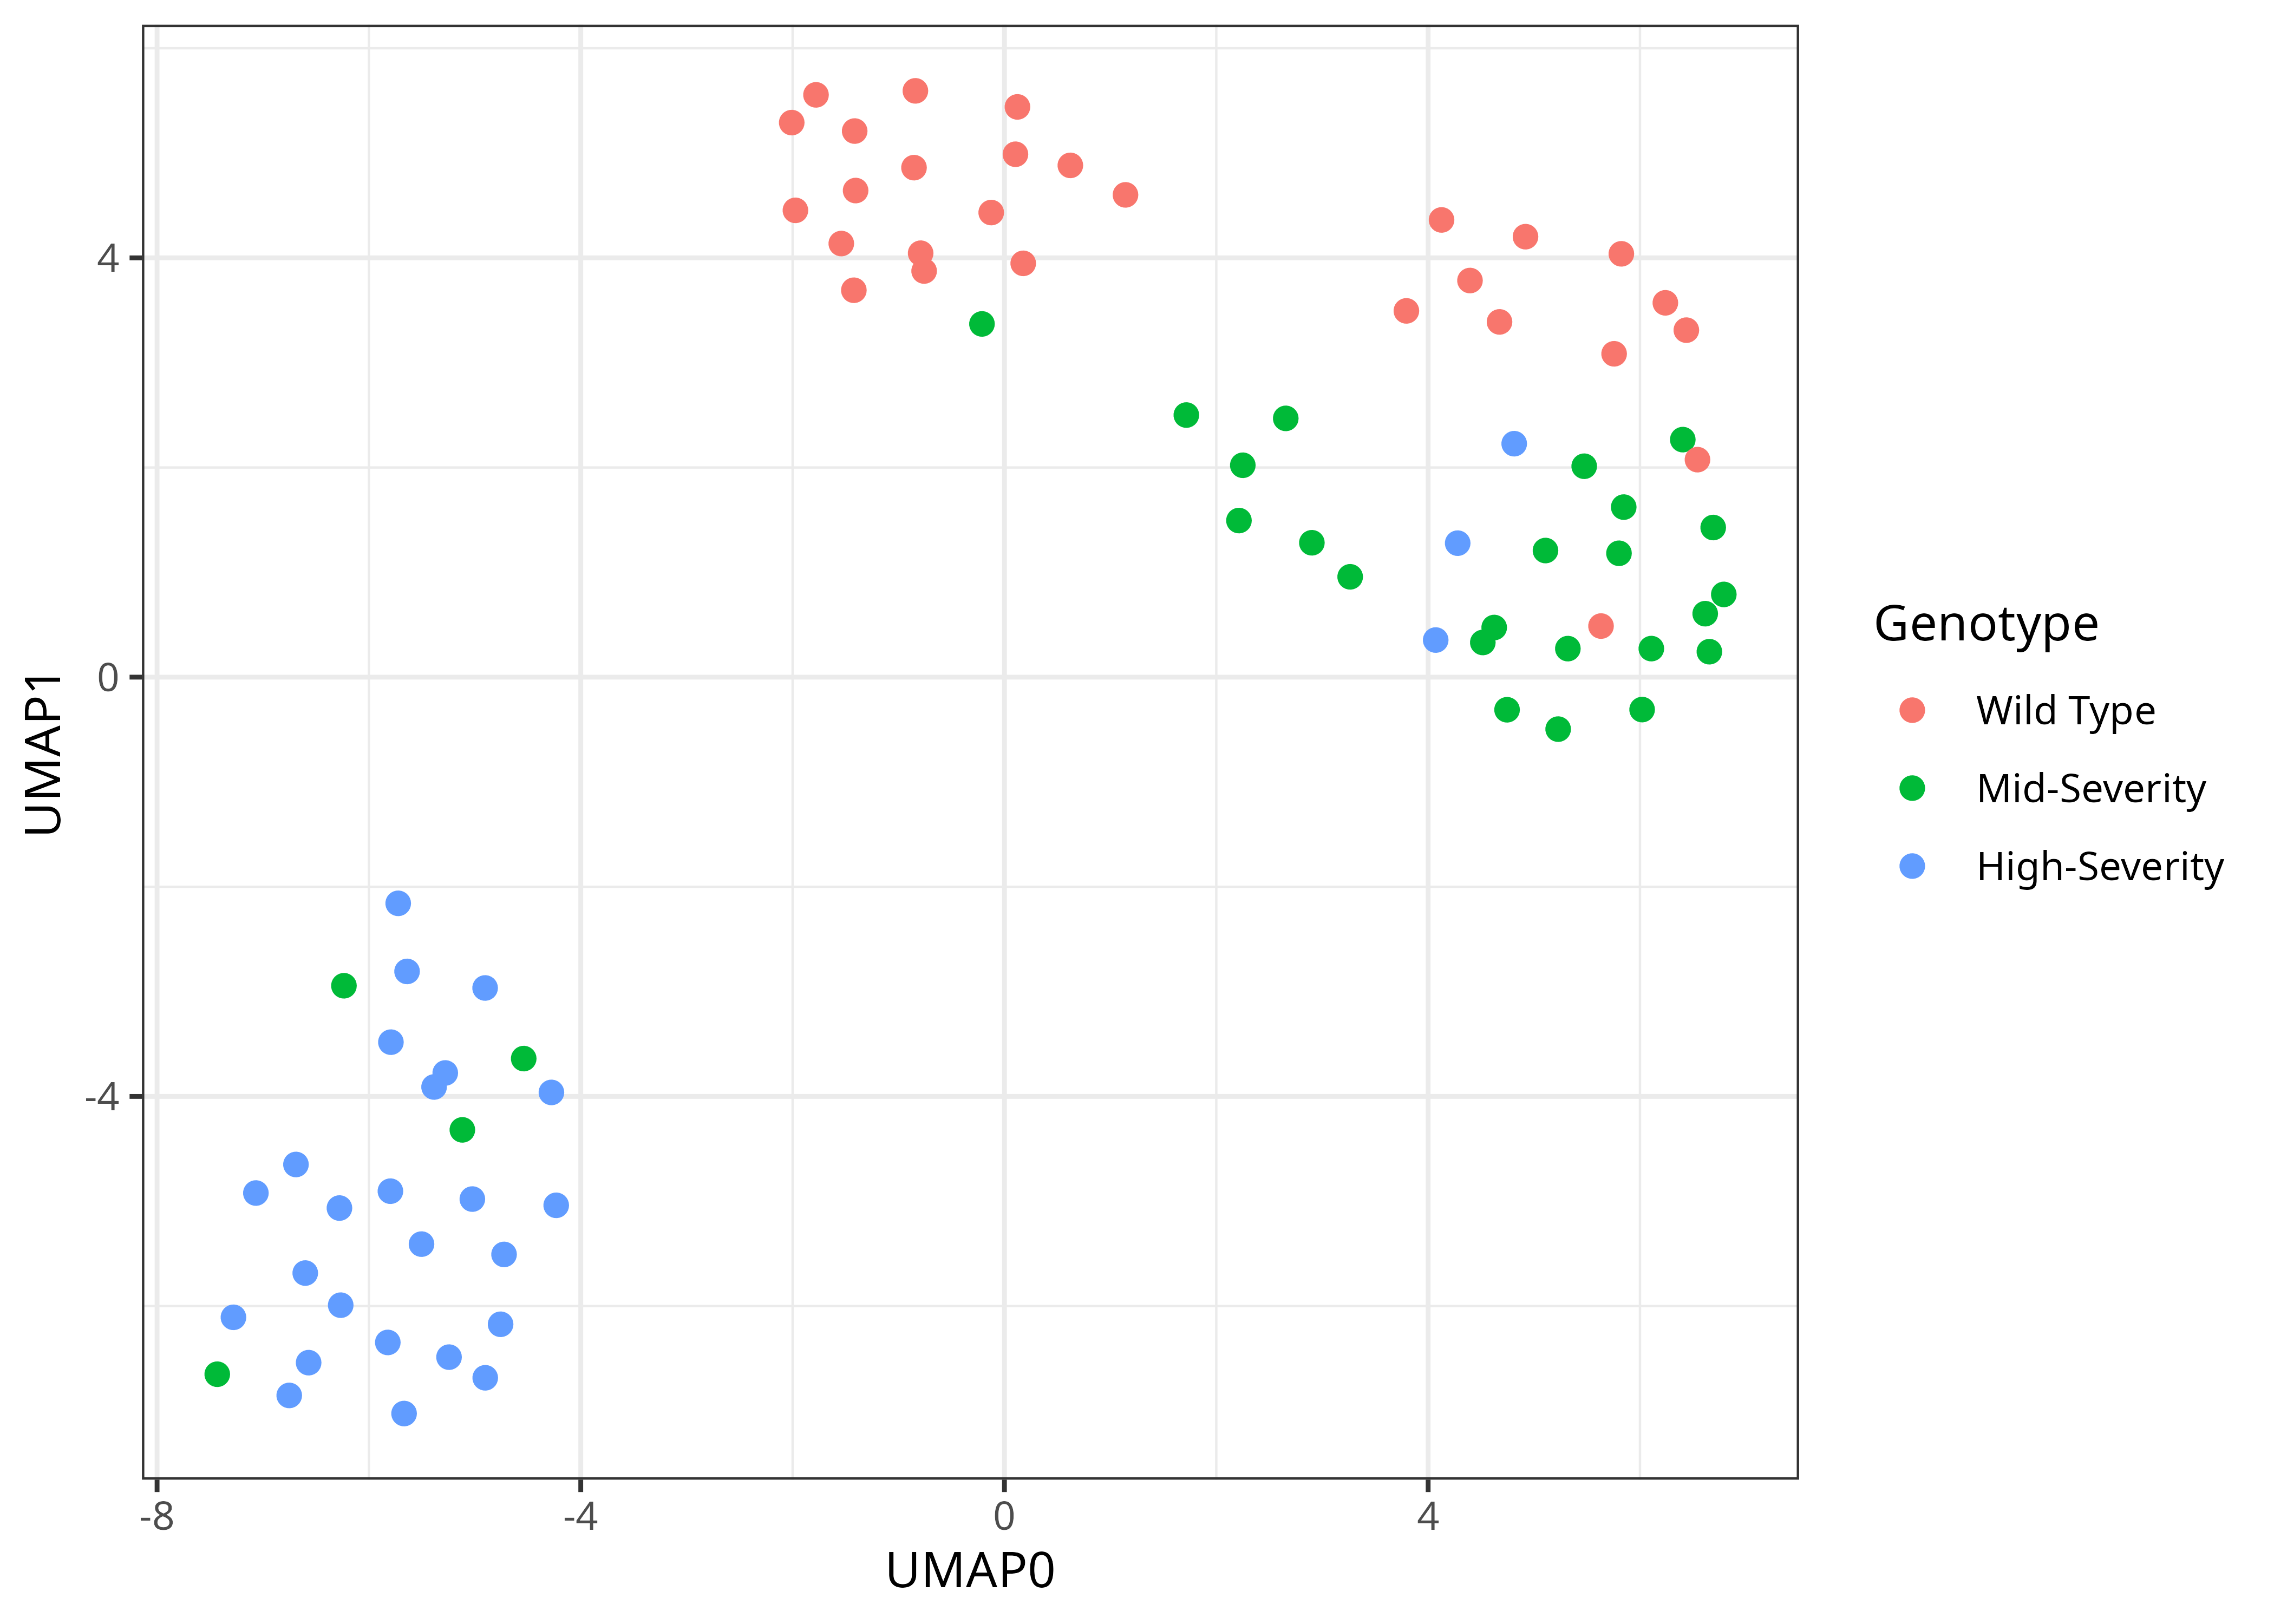 4
0
-4
-8
-4
0
4
UMAP0
UMAP1
Genotype
Wild Type
Mid-Severity
High-Severity